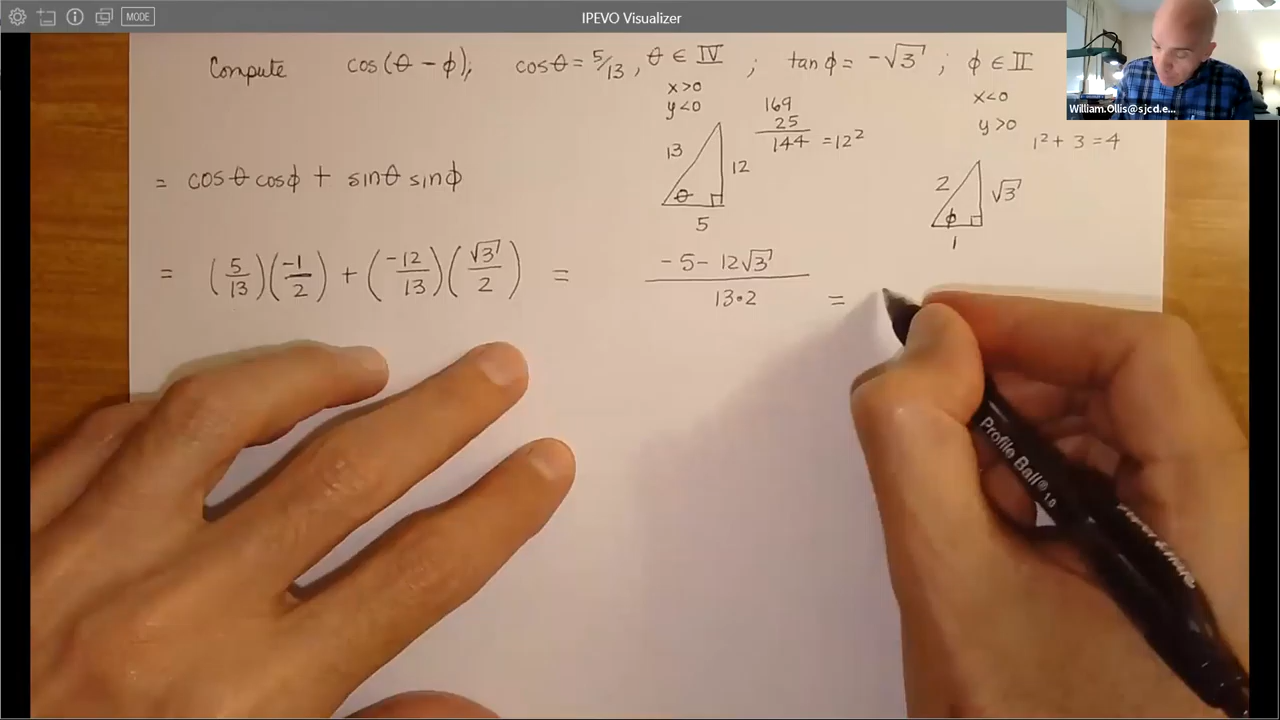 MODE
IPEVO Visualizer
William.Ollis@sjcd.e...
Compute cos(θ - φ); cosθ = 5/13, θ ∈ IV ; tan φ = -√3 ; φ ∈ II
x>0
y<0
169
25
144 = 12²
x<0
y>0
1² + 3 = 4
13
12
θ
5
2
√3
φ
1
= cosθ cosφ + sinθ sinφ
= (5/13)(-1/2) + (-12/13)(√3/2) = (-5 - 12√3)/(13•2) =
Profile Ball® 1.0